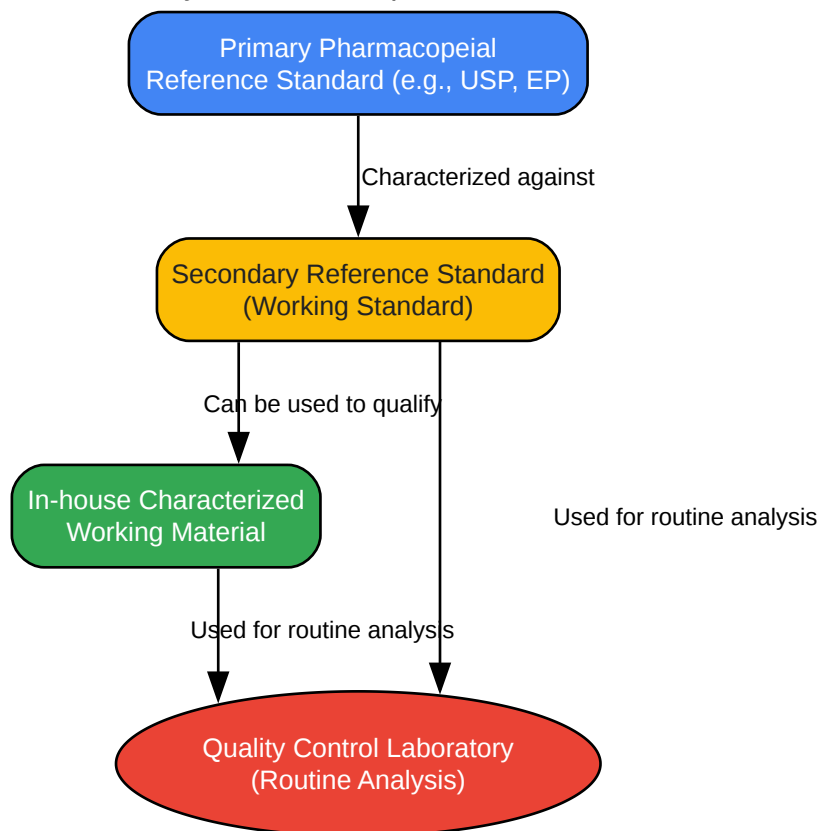 Primary Pharmacopeial
Reference Standard (e.g., USP, EP)
Characterized against
Secondary Reference Standard
(Working Standard)
Can be used to qualify
In-house Characterized
Working Material
Used for routine analysis
Used for routine analysis
Quality Control Laboratory
(Routine Analysis)